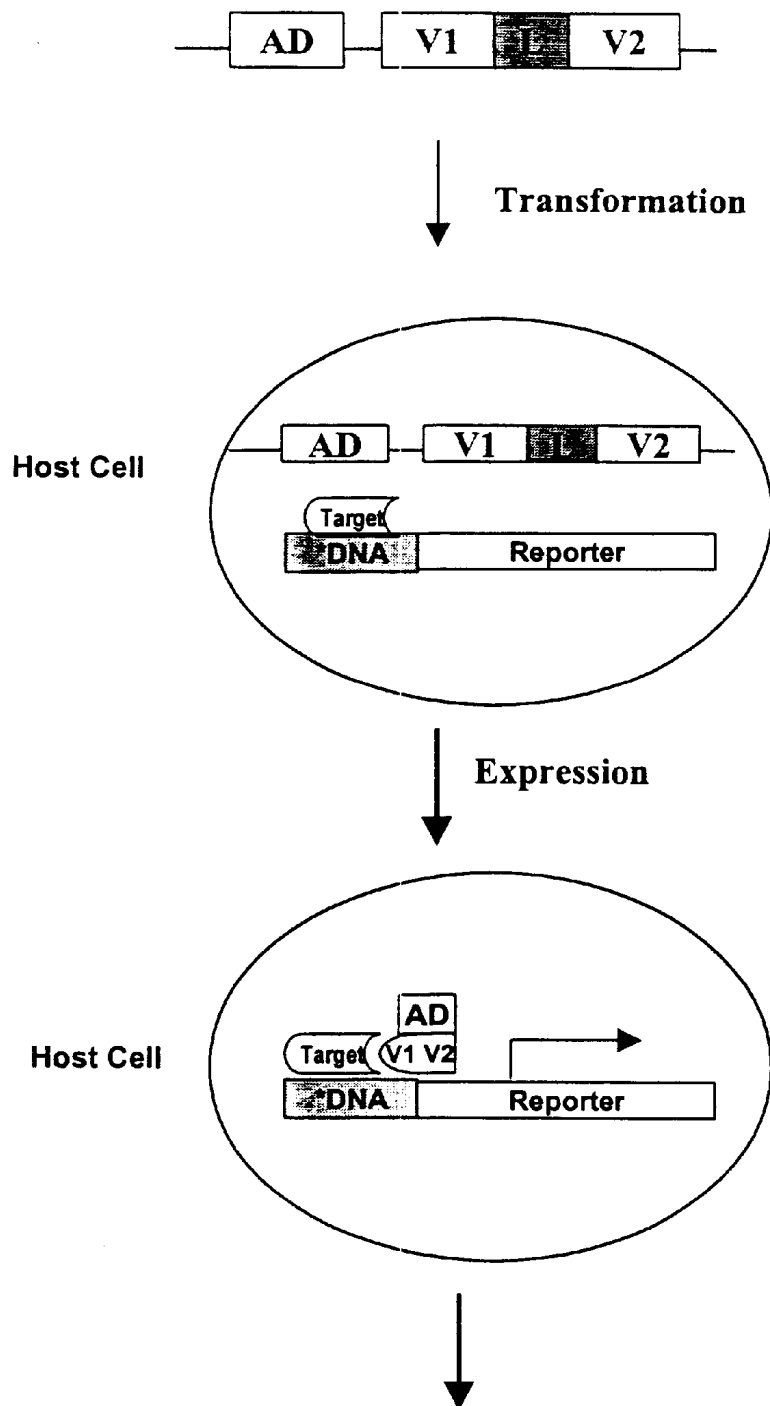 AD V1 L V2
Transformation
AD V1 L V2
Host Cell
Target
*DNA Reporter
Expression
AD
Host Cell
Target V1 V2
*DNA Reporter